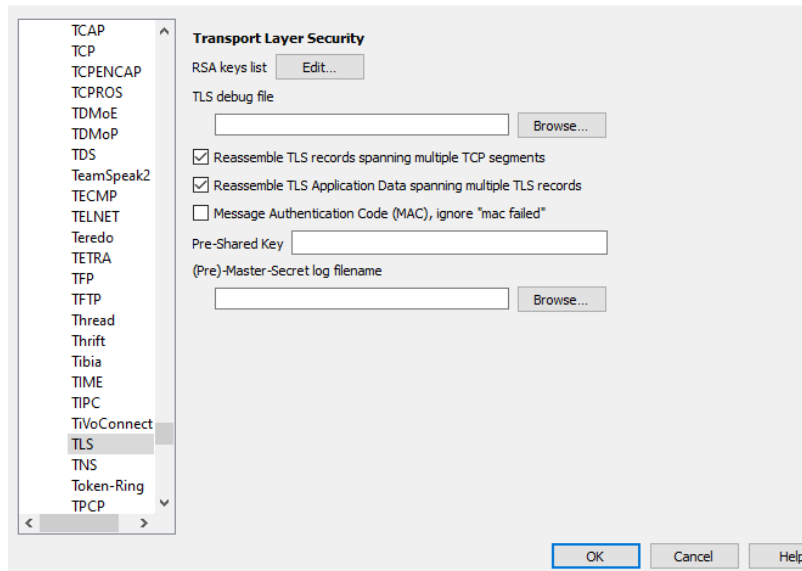 TCAP
TCP
TCPENCAP
TCPROS
TDMoE
TDMoP
TDS
TeamSpeak2
TECMP
TELNET
Teredo
TETRA
TFP
TFTP
Thread
Thrift
Tibia
TIME
TIPC
TiVoConnect
TLS
TNS
Token-Ring
TPCP
Transport Layer Security
RSA keys list Edit...
TLS debug file
Browse...
Reassemble TLS records spanning multiple TCP segments
Reassemble TLS Application Data spanning multiple TLS records
Message Authentication Code (MAC), ignore "mac failed"
Pre-Shared Key
(Pre)-Master-Secret log filename
Browse...
OK Cancel Help